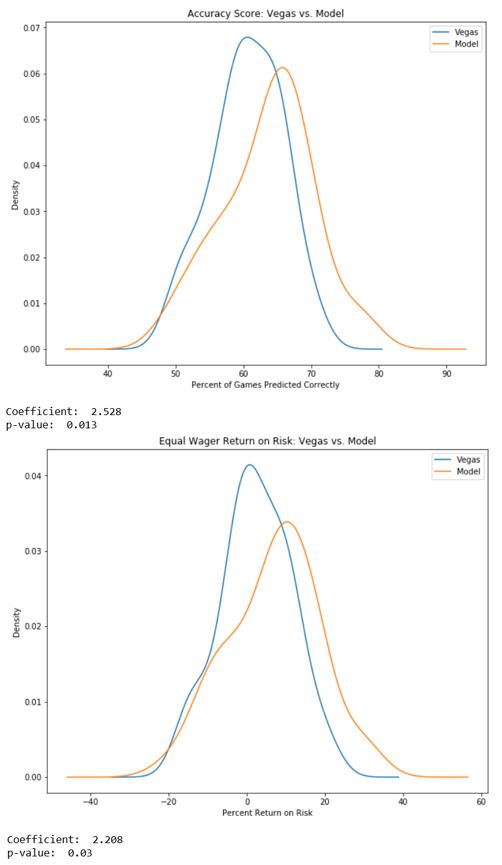 Accuracy Score: Vegas vs. Model
Vegas
Model
0.07
0.06
0.05
0.04
0.03
0.02
0.01
0.00
Density
40 50 60 70 80 90
Percent of Games Predicted Correctly
Coefficient: 2.528
p-value: 0.013
Equal Wager Return on Risk: Vegas vs. Model
Vegas
Model
0.04
0.03
0.02
0.01
0.00
Density
−40 −20 0 20 40 60
Percent Return on Risk
Coefficient: 2.208
p-value: 0.03